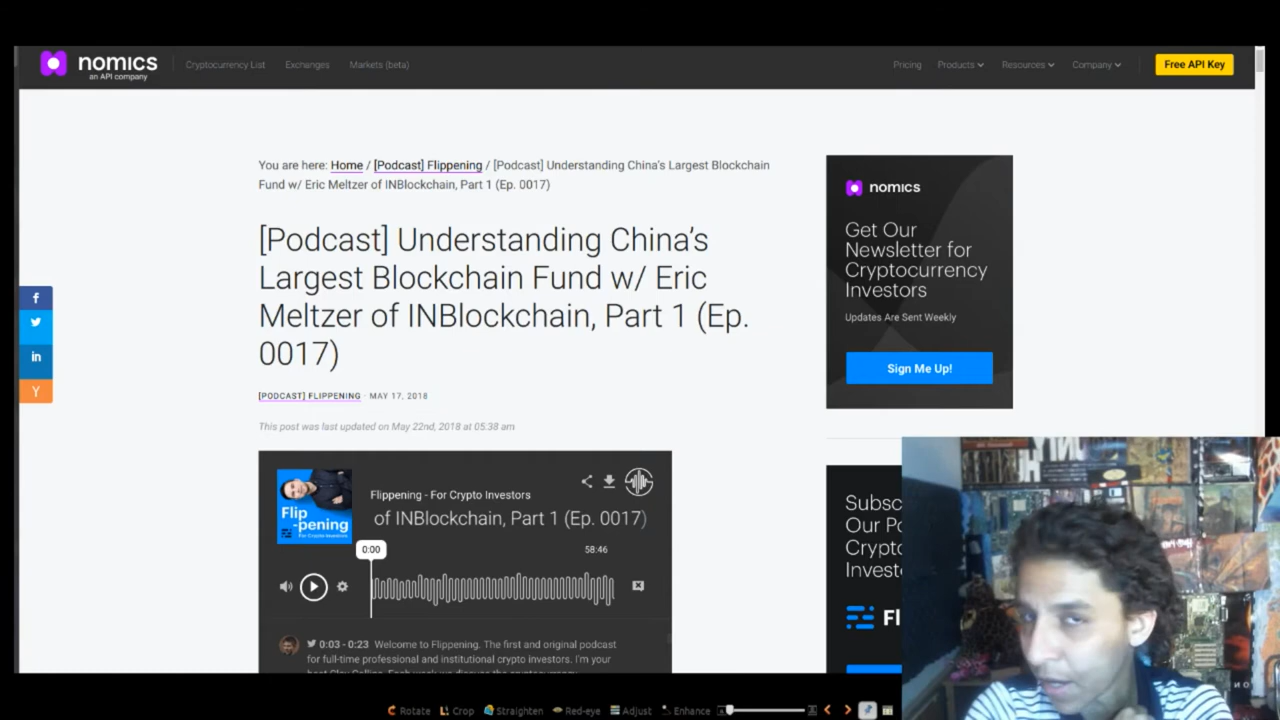 nomics
an API company
Cryptocurrency List
Exchanges
Markets (beta)
Pricing
Products
Resources
Company
Free API Key
You are here: Home / [Podcast] Flippening / [Podcast] Understanding China's Largest Blockchain
Fund w/ Eric Meltzer of INBlockchain, Part 1 (Ep. 0017)
[Podcast] Understanding China's
Largest Blockchain Fund w/ Eric
Meltzer of INBlockchain, Part 1 (Ep.
0017)
[PODCAST] FLIPPENING · MAY 17, 2018
This post was last updated on May 22nd, 2018 at 05:38 am
nomics
Get Our
Newsletter for
Cryptocurrency
Investors
Updates Are Sent Weekly
Sign Me Up!
f
in
Y
Flip
-pening
For Crypto Investors
Flippening - For Crypto Investors
of INBlockchain, Part 1 (Ep. 0017)
0:00
58:46
0:03 - 0:23 Welcome to Flippening. The first and original podcast
for full-time professional and institutional crypto investors. I'm your
Subsc
Our Po
Crypto
Invest
Fl
Rotate
Crop
Straighten
Red-eye
Adjust
Enhance